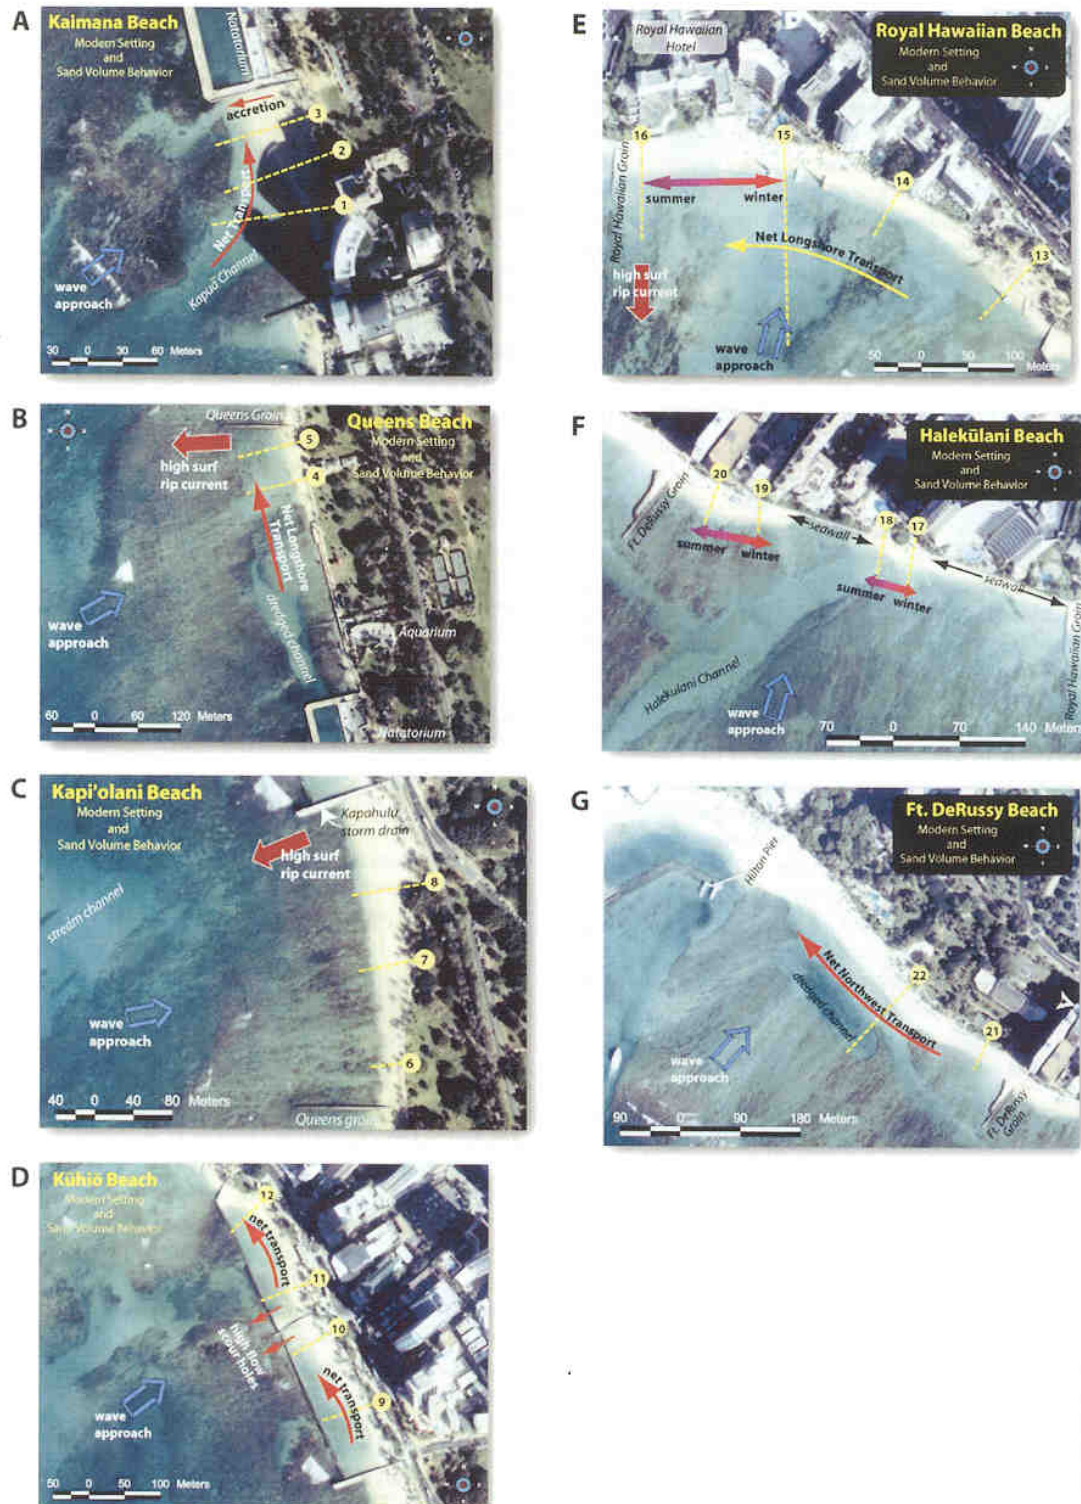 A
Kaimana Beach
Modern Setting
and
Sand Volume Behavior
Natatorium
accretion
3
2
1
Net Transport
Kapua Channel
wave
approach
30 0 30 60 Meters
B
Queens Groin
Queens Beach
Modern Setting
and
Sand Volume Behavior
5
high surf
rip current
4
Net Longshore
Transport
dredged channel
wave
approach
Aquarium
60 0 60 120 Meters
Natatorium
C
Kapi'olani Beach
Modern Setting
and
Sand Volume Behavior
Kapahulu
storm drain
high surf
rip current
8
stream channel
7
wave
approach
6
40 0 40 80 Meters
Queens groin
D
Kūhiō Beach
Modern Setting
and
Sand Volume Behavior
12
net transport
11
high flow
scour holes
10
net transport
9
wave
approach
50 0 50 100 Meters
E
Royal Hawaiian
Hotel
Royal Hawaiian Beach
Modern Setting
and
Sand Volume Behavior
16
15
14
13
Royal Hawaiian Groin
summer
winter
Net Longshore Transport
high surf
rip current
wave
approach
50 0 50 100
Meters
F
Halekūlani Beach
Modern Setting
and
Sand Volume Behavior
20
19
18
17
Ft. DeRussy Groin
seawall
seawall
summer
winter
summer
winter
Halekulani Channel
wave
approach
Royal Hawaiian Groin
70 0 70 140
Meters
G
Ft. DeRussy Beach
Modern Setting
and
Sand Volume Behavior
Hilton Pier
Net Northwest Transport
22
dredged channel
21
wave
approach
Ft. DeRussy
Groin
90 0 90 180
Meters